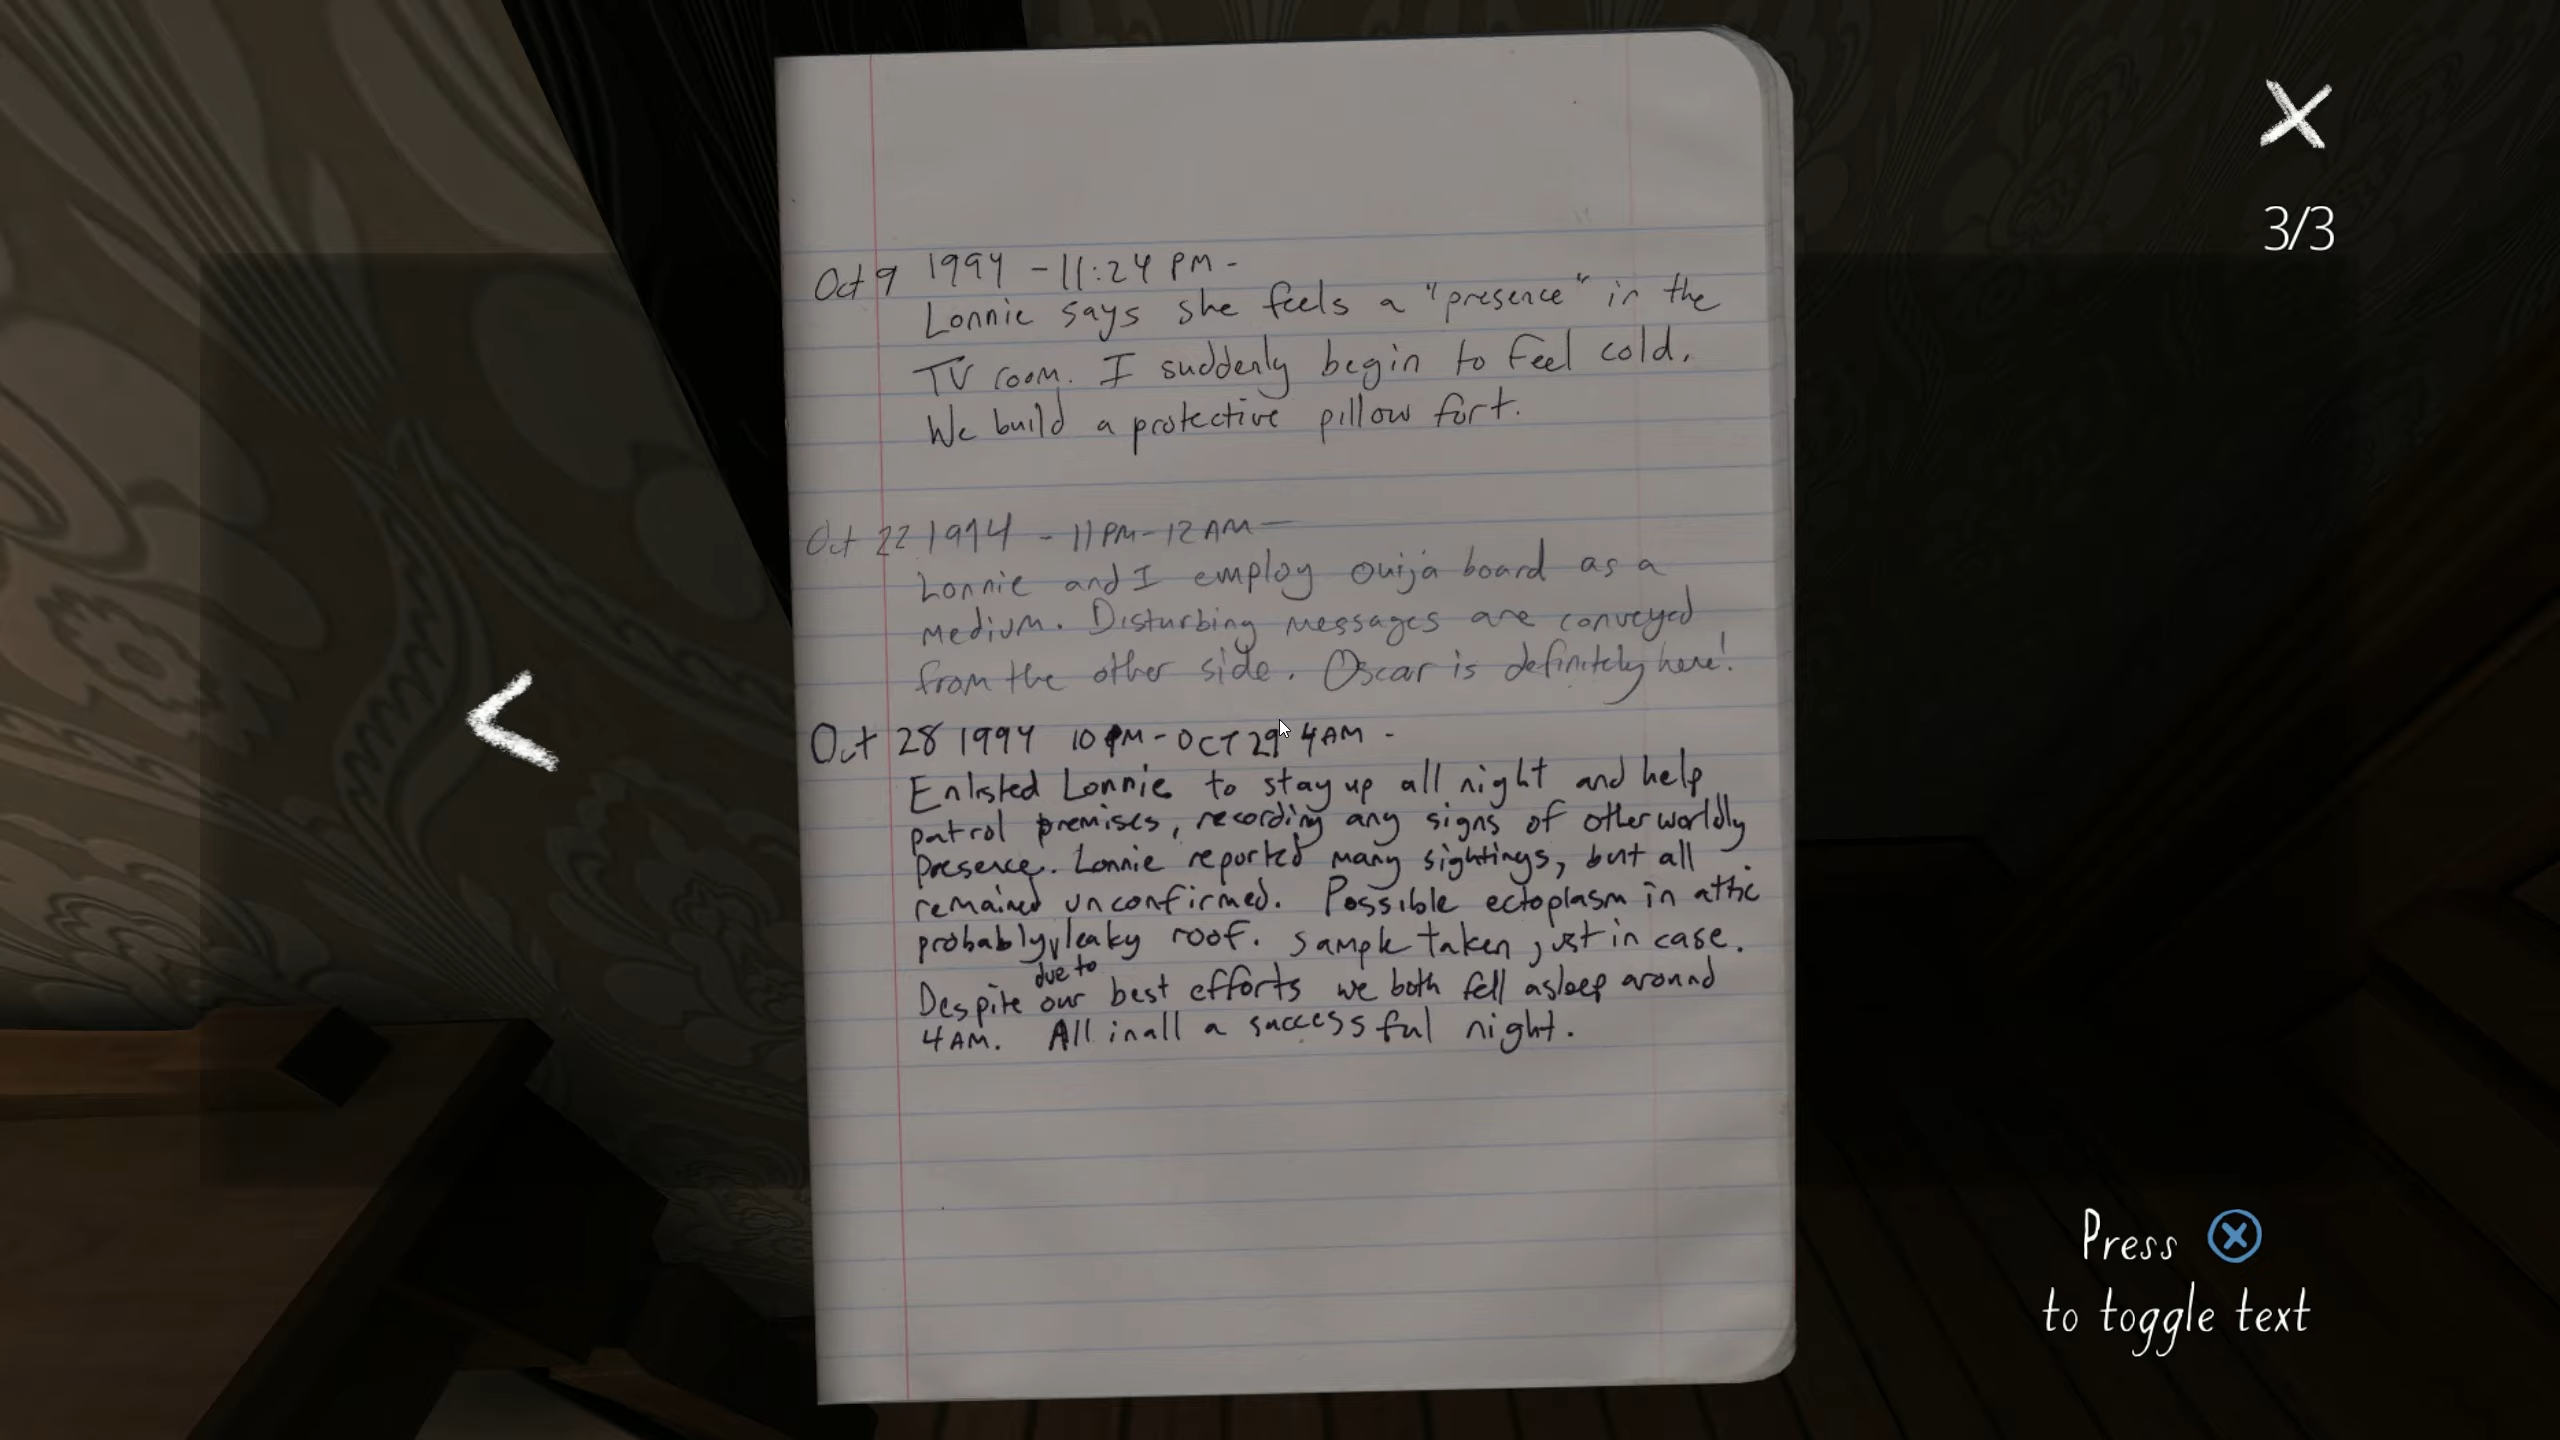 3/3
Oct 9 1994 - 11:24 PM -
Lonnie says she feels a "presence" in the
TV room. I suddenly begin to feel cold.
We build a protective pillow fort.
Oct 22 1994 - 11PM - 12 AM —
Lonnie and I employ Ouija board as a
medium. Disturbing messages are conveyed
from the other side. Oscar is definitely here!
Oct 28 1994 10 PM - OCT 29 4AM -
Enlisted Lonnie to stay up all night and help
patrol premises, recording any signs of otherworldly
presence. Lonnie reported many sightings, but all
remained unconfirmed. Possible ectoplasm in attic
probably leaky roof. Sample taken just in case.
due to
Despite our best efforts we both fell asleep around
4AM. All in all a successful night.
Press
to toggle text